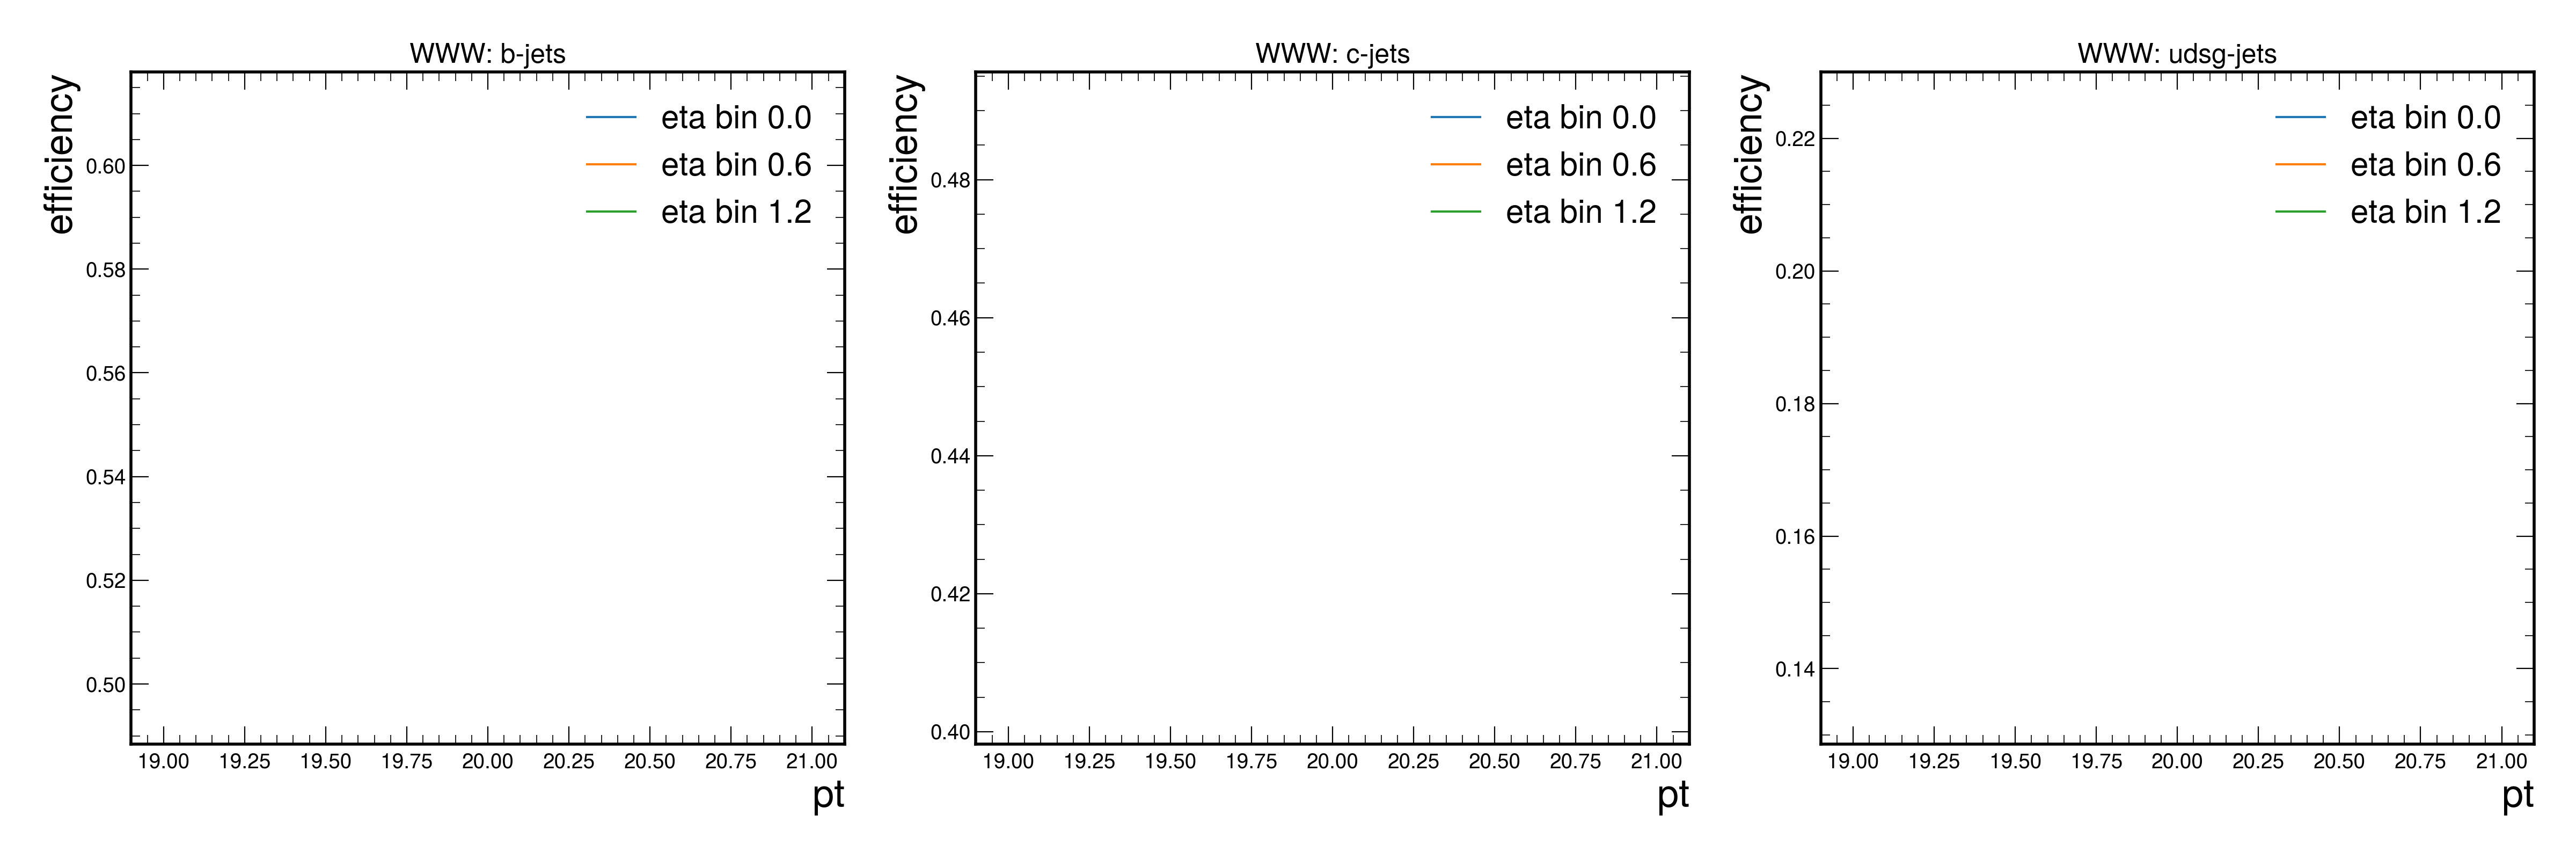 WWW: b-jets
efficiency
eta bin 0.0
eta bin 0.6
eta bin 1.2
0.60
0.58
0.56
0.54
0.52
0.50
19.00 19.25 19.50 19.75 20.00 20.25 20.50 20.75 21.00
pt
WWW: c-jets
efficiency
eta bin 0.0
eta bin 0.6
eta bin 1.2
0.48
0.46
0.44
0.42
0.40
19.00 19.25 19.50 19.75 20.00 20.25 20.50 20.75 21.00
pt
WWW: udsg-jets
efficiency
eta bin 0.0
eta bin 0.6
eta bin 1.2
0.22
0.20
0.18
0.16
0.14
19.00 19.25 19.50 19.75 20.00 20.25 20.50 20.75 21.00
pt